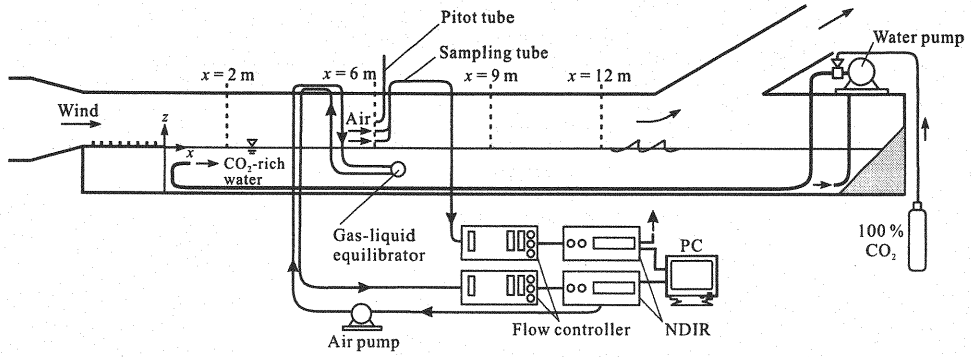 Pitot tube
Sampling tube
Water pump
x = 2 m
x = 6 m
x = 9 m
x = 12 m
Wind
z
Air
x
CO₂-rich
water
Gas-liquid
equilibrator
100 %
CO₂
PC
Flow controller
NDIR
Air pump